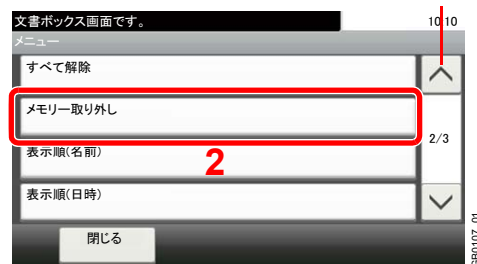 文書ボックス画面です。
10:10
メニュー
すべて解除
メモリー取り外し
2/3
表示順(名前)
2
表示順(日時)
閉じる
GB0107_01